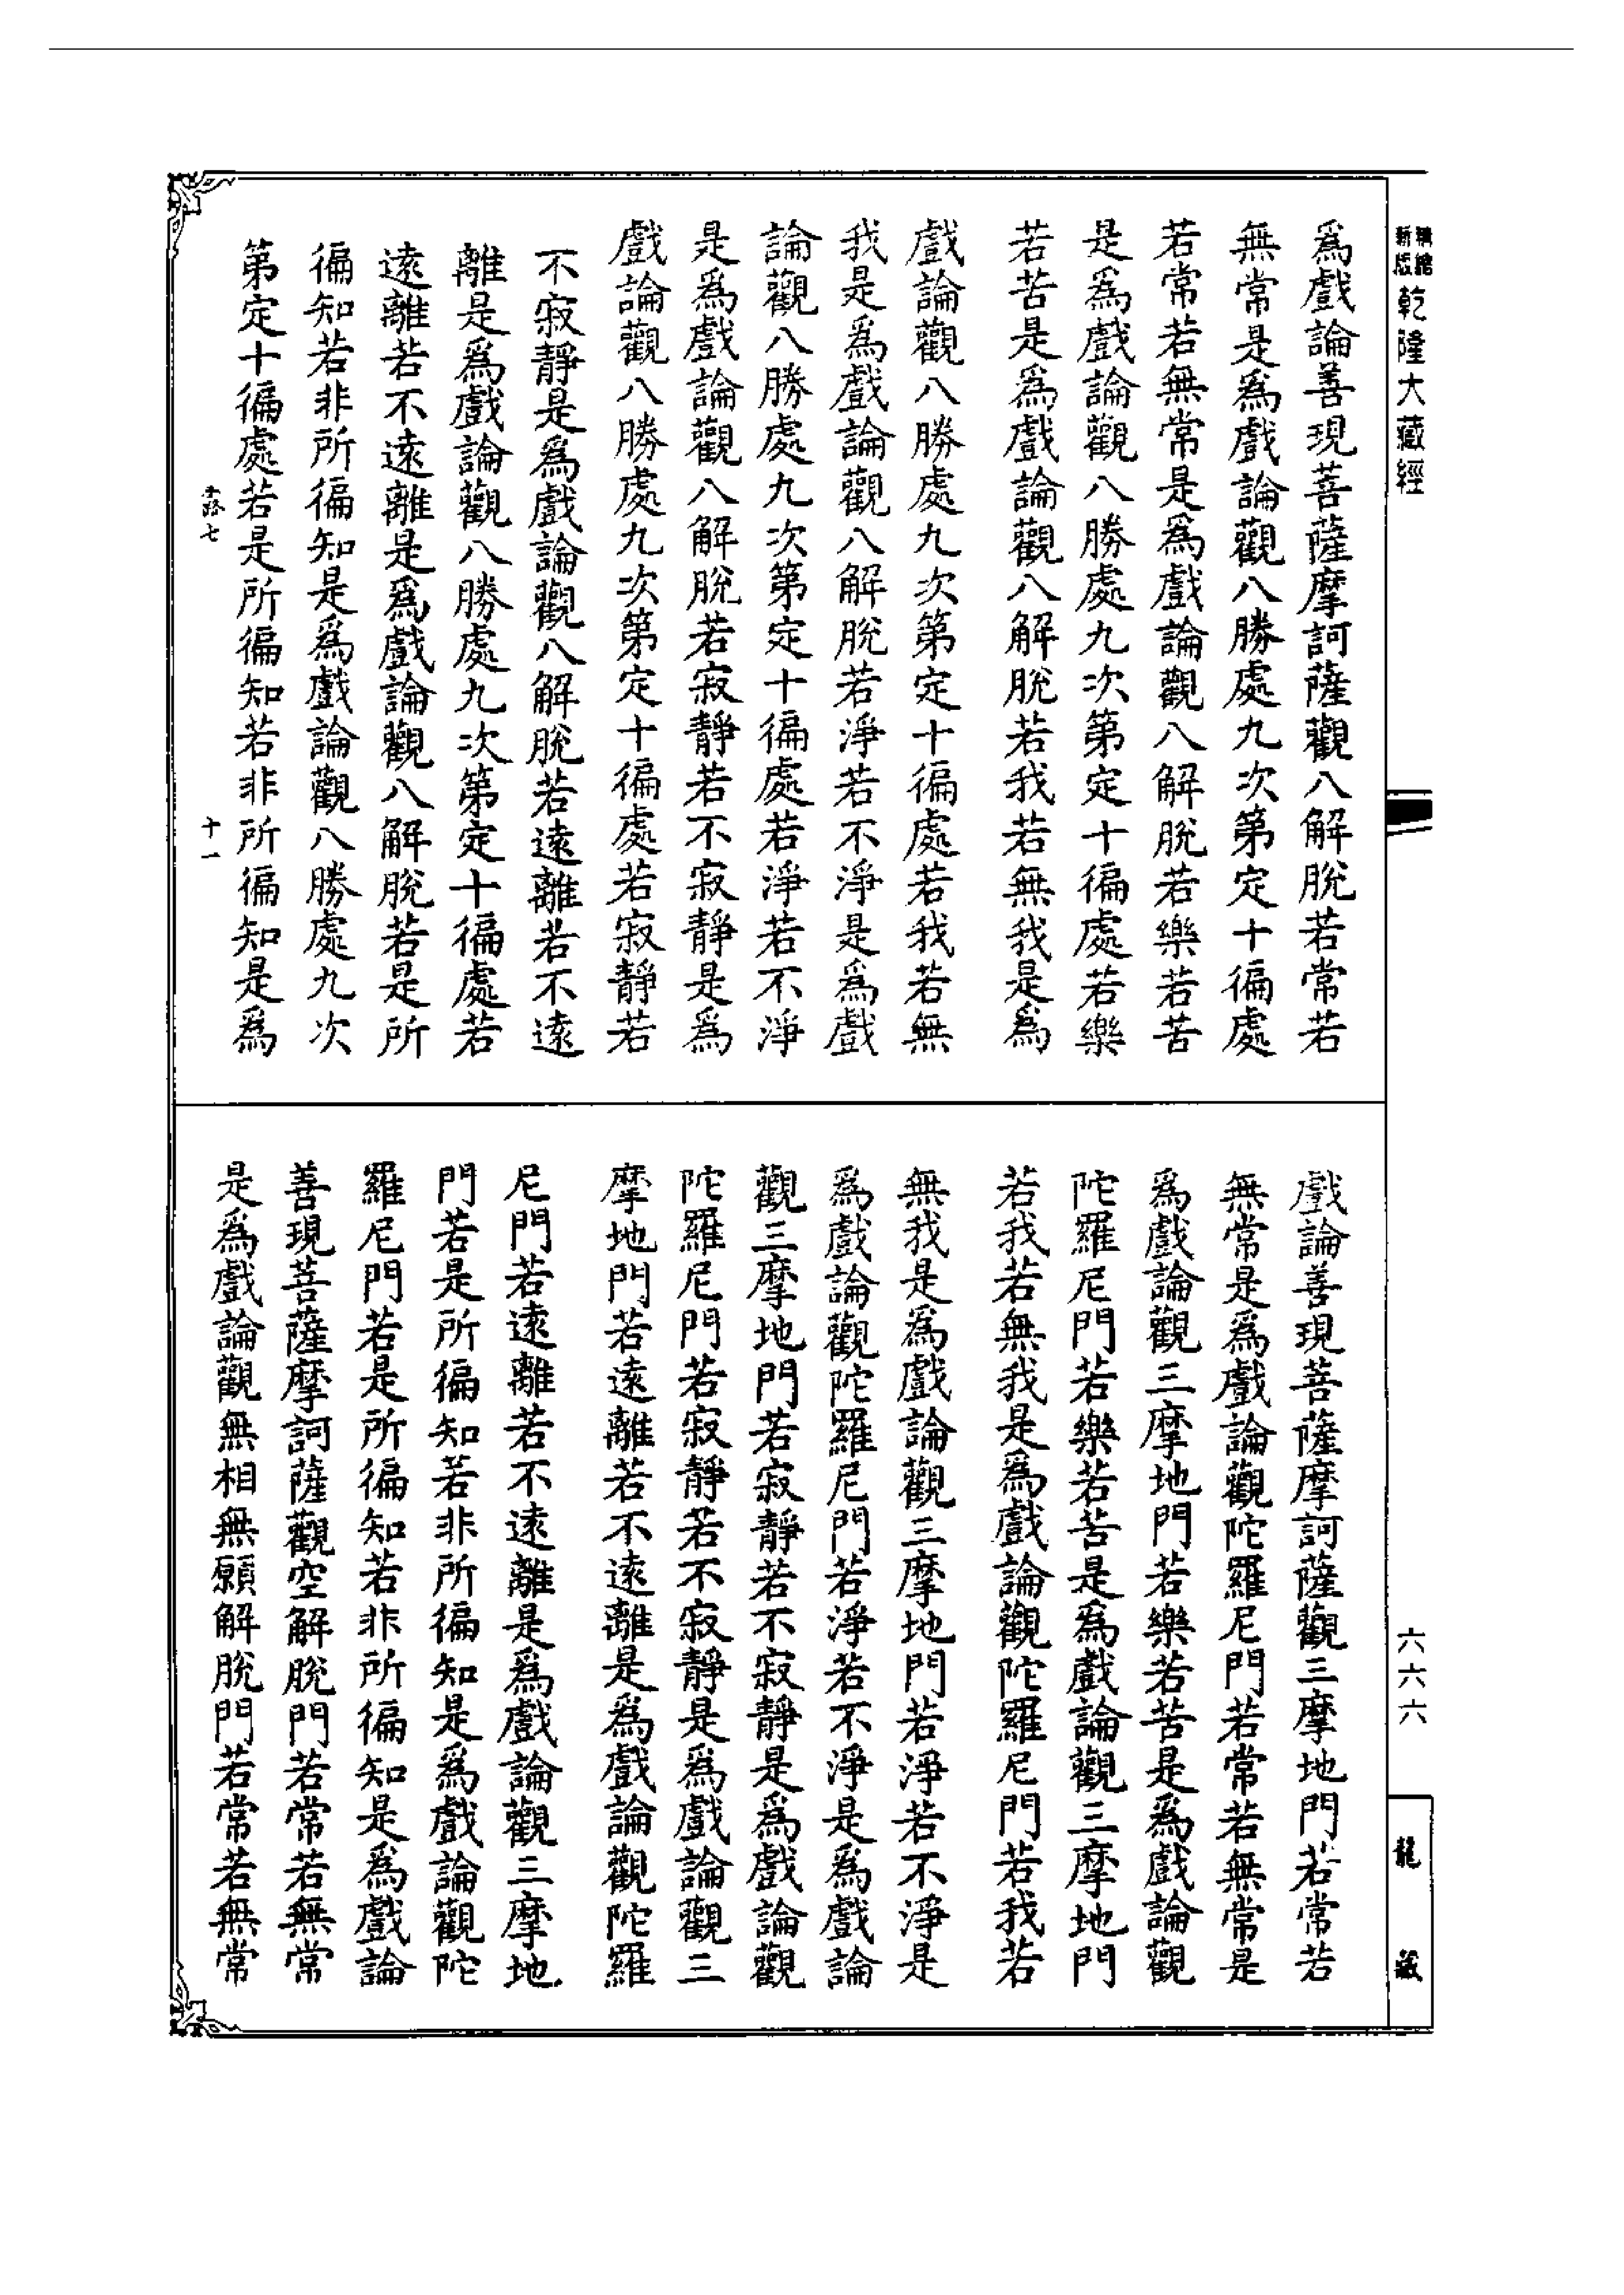 精縮
新版
乾隆大藏經
爲戲論善現菩薩摩訶薩觀八解脫若常若
無常是爲戲論觀八勝處九次第定十徧處
若常若無常是爲戲論觀八解脫若樂若苦
是爲戲論觀八勝處九次第定十徧處若樂
若苦是爲戲論觀八解脫若我若無我是爲
戲論觀八勝處九次第定十徧處若我若無
我是爲戲論觀八解脫若淨若不淨是爲戲
論觀八勝處九次第定十徧處若淨若不淨
是爲戲論觀八解脫若寂靜若不寂靜是爲
戲論觀八勝處九次第定十徧處若寂靜若
不寂靜是爲戲論觀八解脫若遠離若不遠
離是爲戲論觀八勝處九次第定十徧處若
遠離若不遠離是爲戲論觀八解脫若是所
徧知若非所徧知是爲戲論觀八勝處九次
第定十徧處若是所徧知若非所徧知是爲
十一
戲論善現菩薩摩訶薩觀三摩地門若常若
無常是爲戲論觀陀羅尼門若常若無常是
爲戲論觀三摩地門若樂若苦是爲戲論觀
陀羅尼門若樂若苦是爲戲論觀三摩地門
若我若無我是爲戲論觀陀羅尼門若我若
無我是爲戲論觀三摩地門若淨若不淨是
爲戲論觀陀羅尼門若淨若不淨是爲戲論
觀三摩地門若寂靜若不寂靜是爲戲論觀
陀羅尼門若寂靜若不寂靜是爲戲論觀三
摩地門若遠離若不遠離是爲戲論觀陀羅
尼門若遠離若不遠離是爲戲論觀三摩地
門若是所徧知若非所徧知是爲戲論觀陀
羅尼門若是所徧知若非所徧知是爲戲論
善現菩薩摩訶薩觀空解脫門若常若無常
是爲戲論觀無相無願解脫門若常若無常
六六六
龍藏